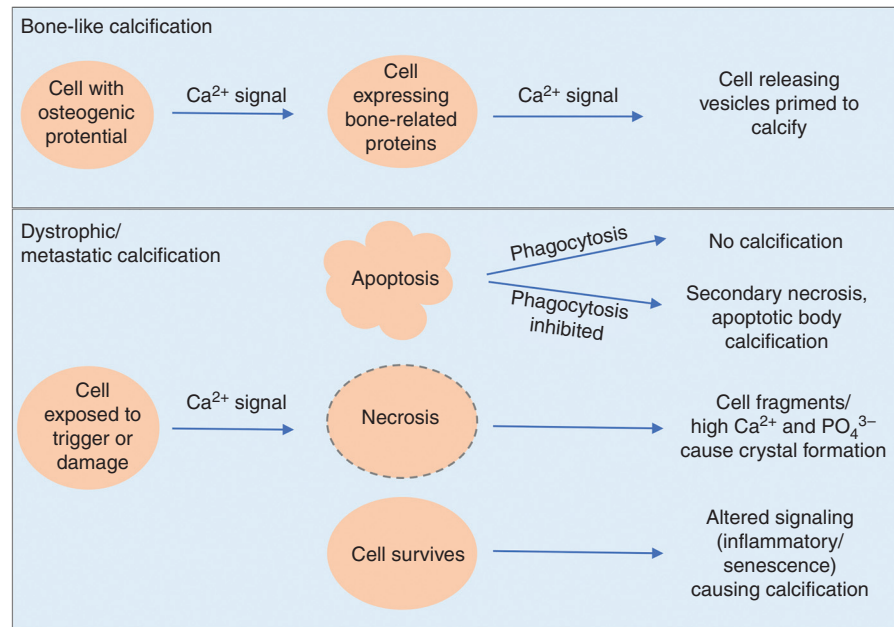 Bone-like calcification
Cell with
osteogenic
protential
Ca²⁺ signal
Cell
expressing
bone-related
proteins
Ca²⁺ signal
Cell releasing
vesicles primed to
calcify
Dystrophic/
metastatic calcification
Cell
exposed to
trigger or
damage
Ca²⁺ signal
Apoptosis
Phagocytosis
No calcification
Phagocytosis
inhibited
Secondary necrosis,
apoptotic body
calcification
Necrosis
Cell fragments/
high Ca²⁺ and PO₄³⁻
cause crystal formation
Cell survives
Altered signaling
(inflammatory/
senescence)
causing calcification